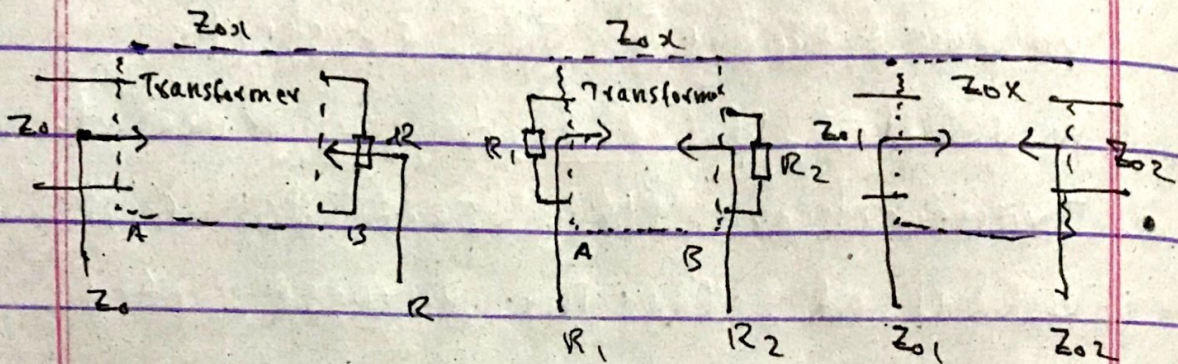 Zox Zox
Transformer Transformer Zox
Z0 R R1 R2 Z01 Z02
A B A B
Z0 R R1 R2 Z01 Z02